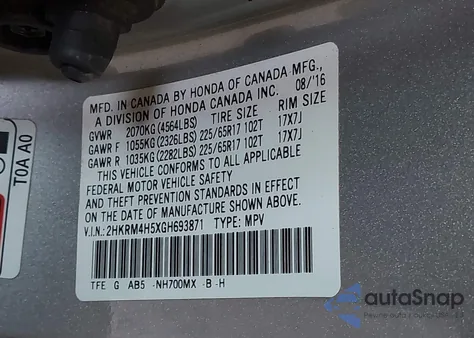 MFD. IN CANADA BY HONDA OF CANADA MFG.,
A DIVISION OF HONDA CANADA INC. 08/'16
GVWR 2070KG(4564LBS) TIRE SIZE RIM SIZE
GAWR F 1055KG(2326LBS) 225/65R17 102T 17X7J
GAWR R 1035KG(2282LBS) 225/65R17 102T 17X7J
THIS VEHICLE CONFORMS TO ALL APPLICABLE
FEDERAL MOTOR VEHICLE SAFETY
AND THEFT PREVENTION STANDARDS IN EFFECT
ON THE DATE OF MANUFACTURE SHOWN ABOVE.
V.I.N.: 2HKRM4H5XGH693871 TYPE: MPV
TFE G AB5 -NH700MX -B -H
T0A A0
autoSnap